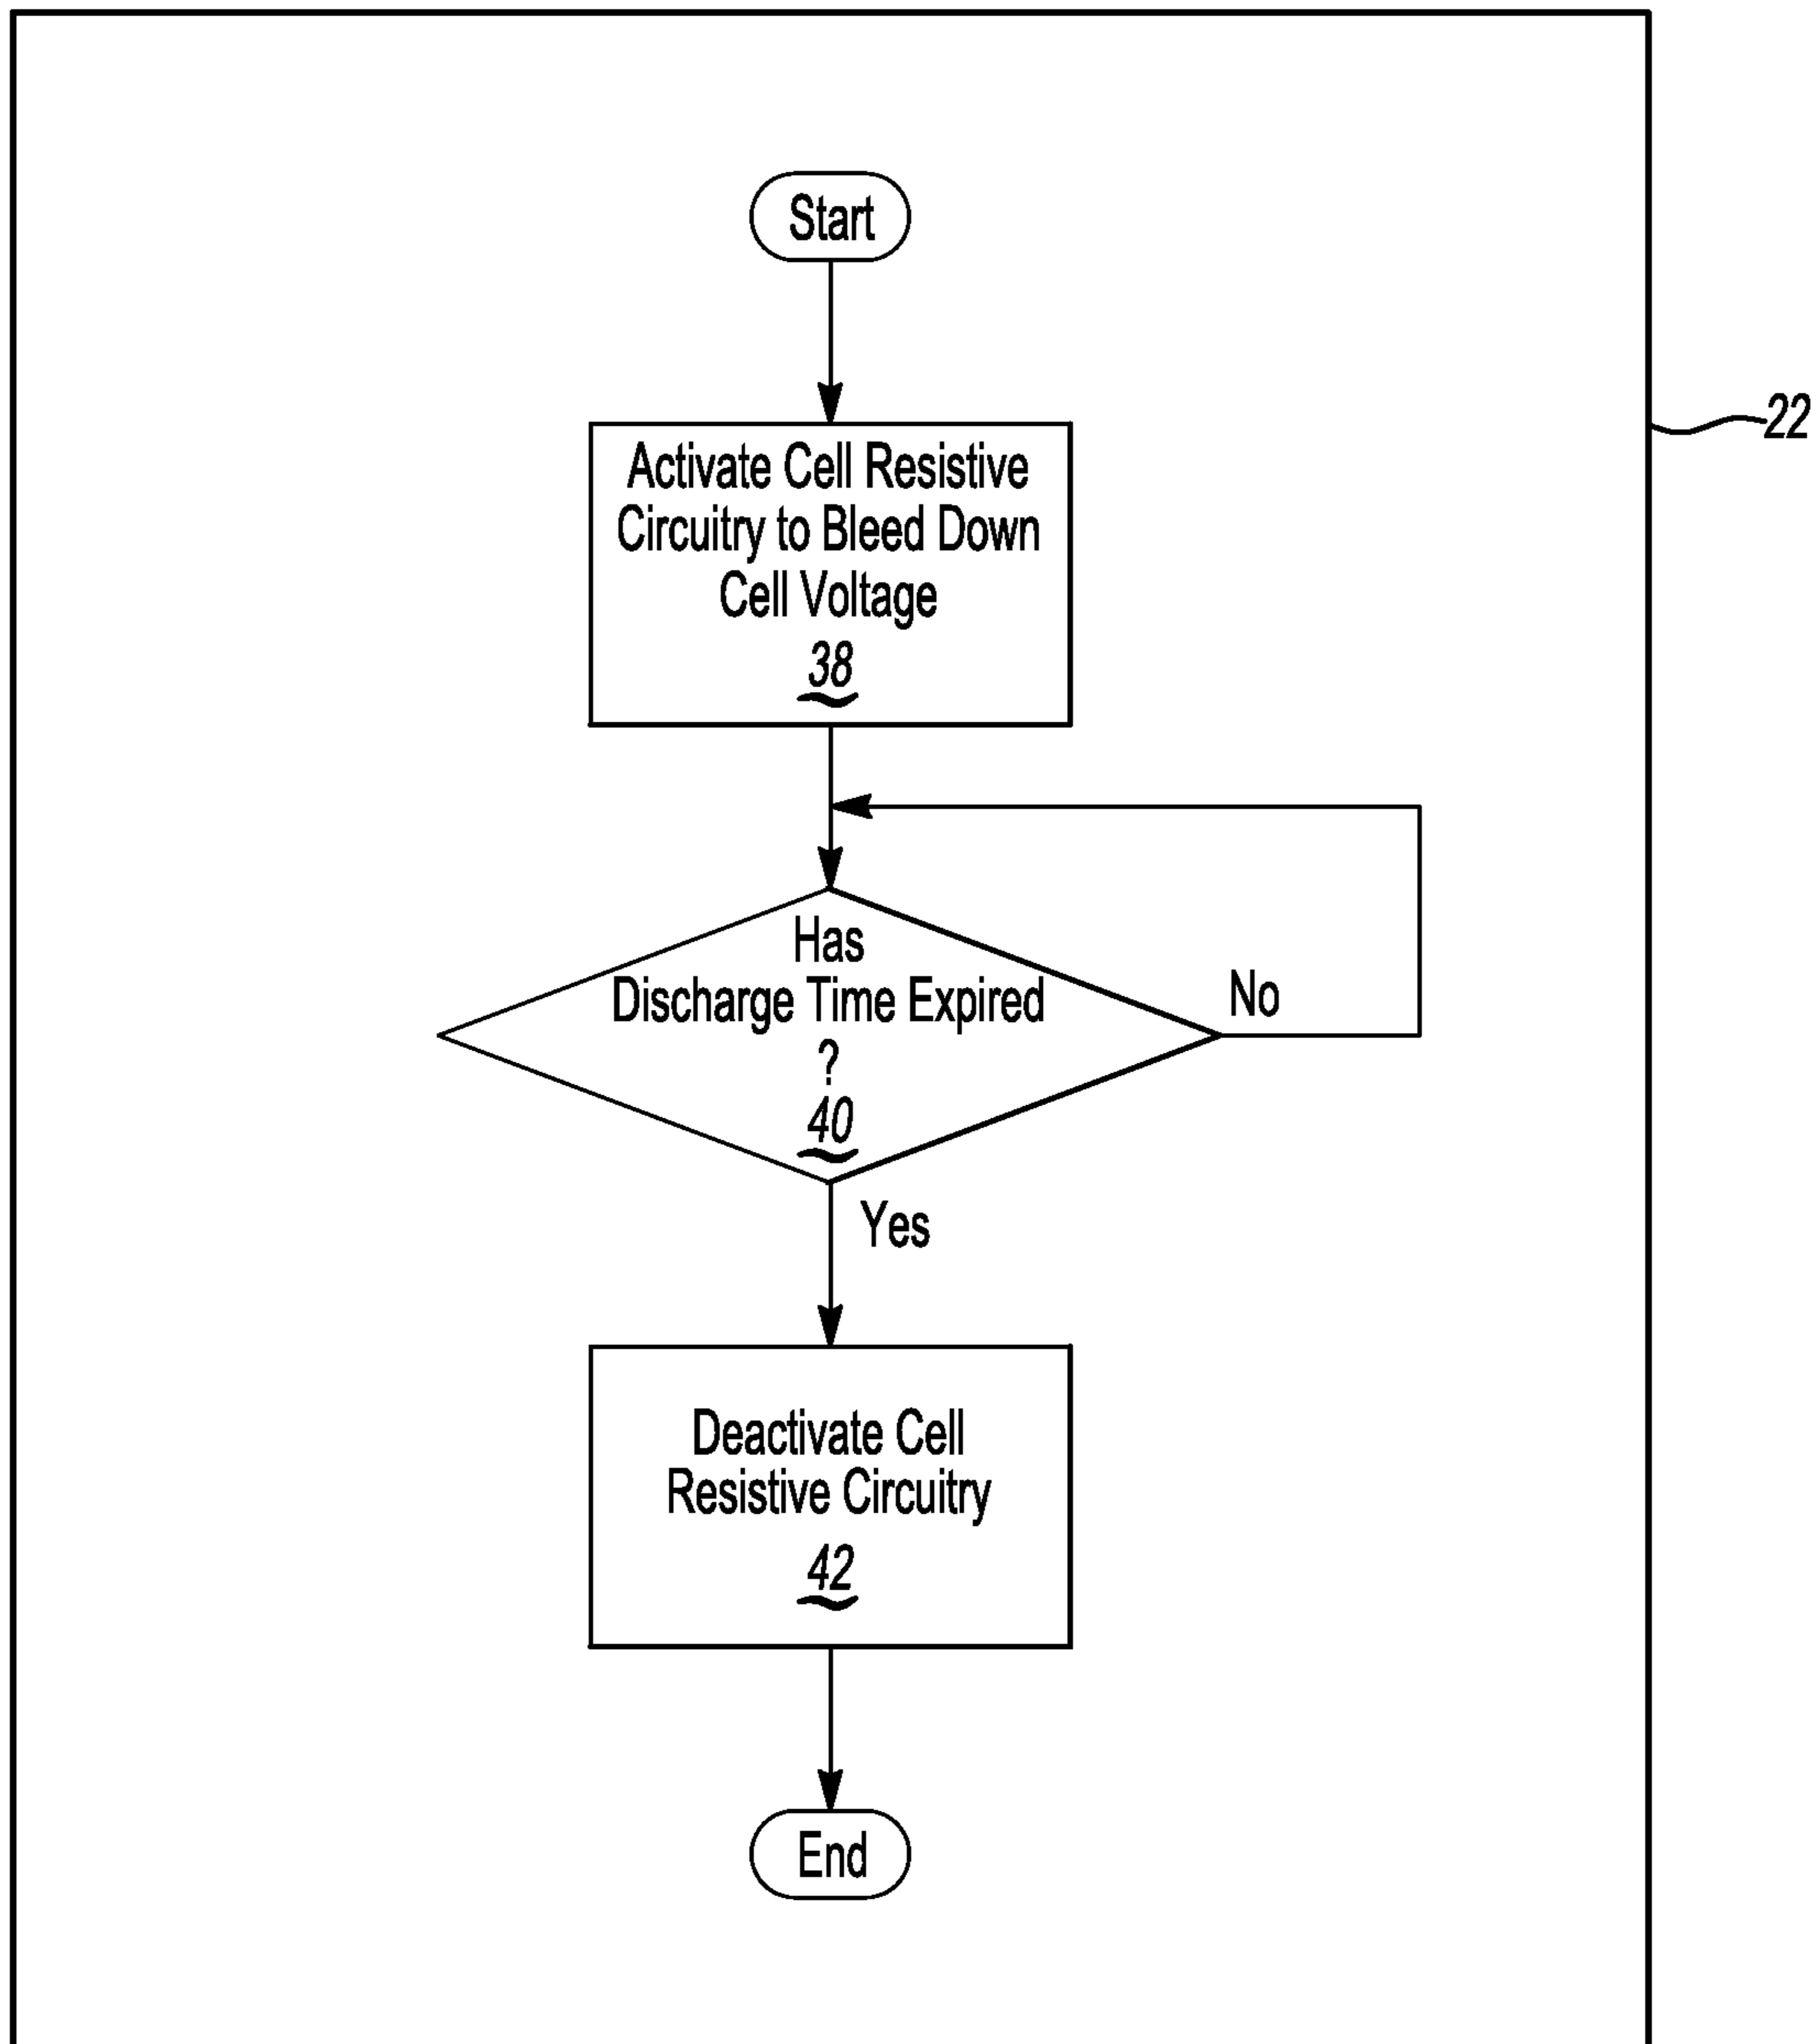 Start
22
Activate Cell Resistive
Circuitry to Bleed Down
Cell Voltage
38
Has
Discharge Time Expired
?
40
No
Yes
Deactivate Cell
Resistive Circuitry
42
End